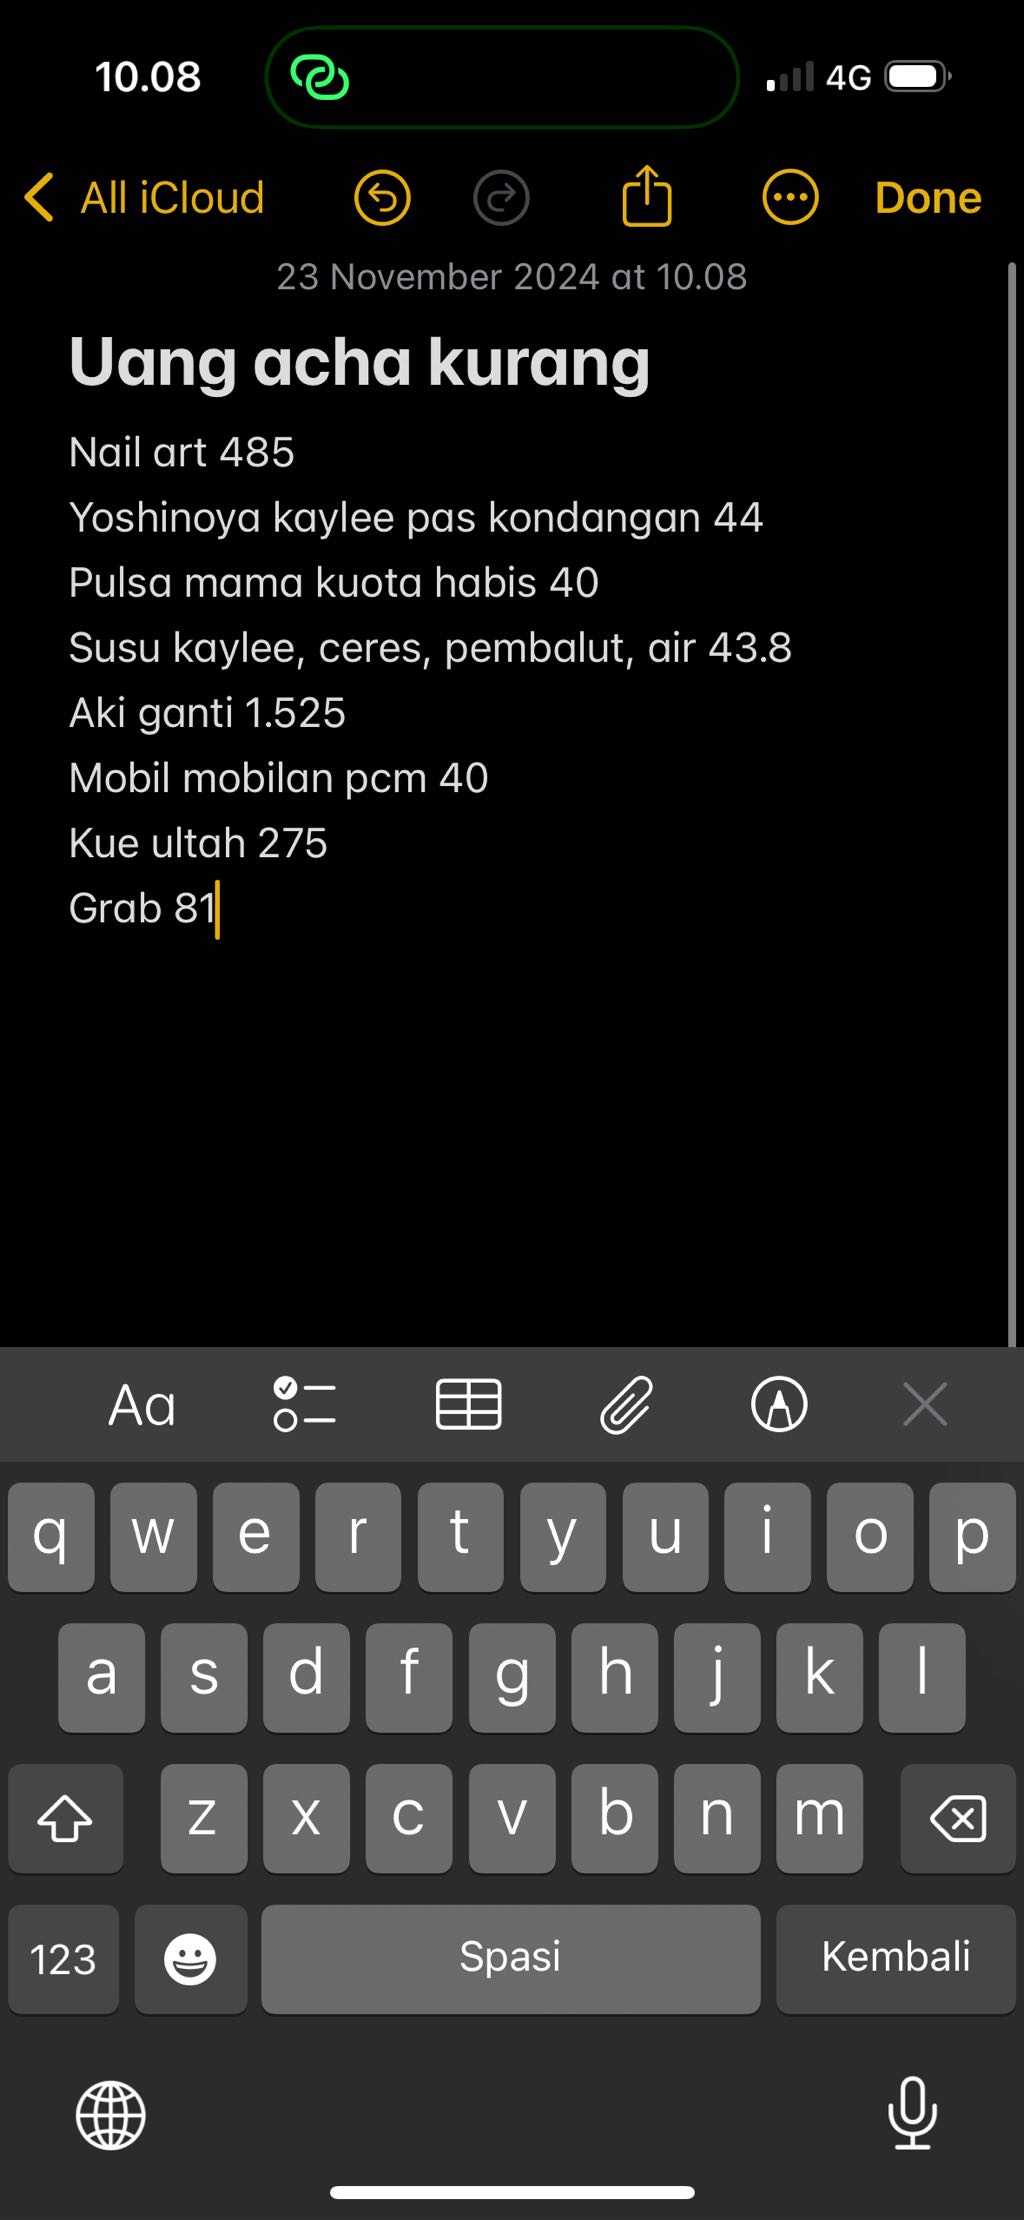 10.08
4G
All iCloud
Done
23 November 2024 at 10.08
Uang acha kurang
Nail art 485
Yoshinoya kaylee pas kondangan 44
Pulsa mama kuota habis 40
Susu kaylee, ceres, pembalut, air 43.8
Aki ganti 1.525
Mobil mobilan pcm 40
Kue ultah 275
Grab 81
Aa
q w e r t y u i o p
a s d f g h j k l
z x c v b n m
123
Spasi
Kembali